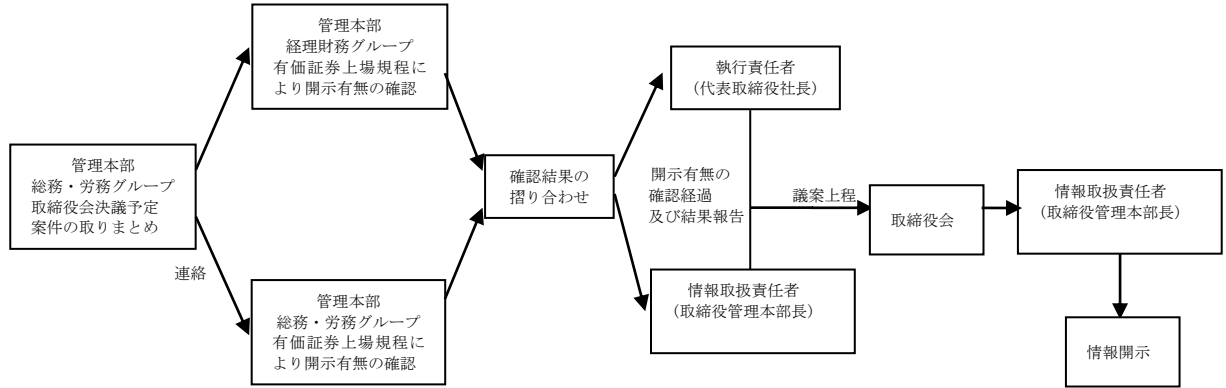 管理本部
総務・労務グループ
取締役会決議予定
案件の取りまとめ
連絡
管理本部
経理財務グループ
有価証券上場規程に
より開示有無の確認
管理本部
総務・労務グループ
有価証券上場規程に
より開示有無の確認
確認結果の
摺り合わせ
執行責任者
（代表取締役社長）
開示有無の
確認経過
及び結果報告
情報取扱責任者
（取締役管理本部長）
議案上程
取締役会
情報取扱責任者
（取締役管理本部長）
情報開示